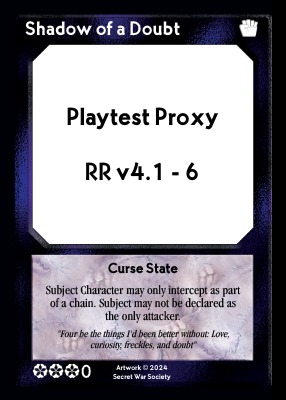 Shadow of a Doubt
Playtest Proxy
RR v4.1 - 6
Curse State
Subject Character may only intercept as part
of a chain. Subject may not be declared as
the only attacker.
"Four be the things I'd been better without: Love,
curiosity, freckles, and doubt"
0
Artwork © 2024
Secret War Society